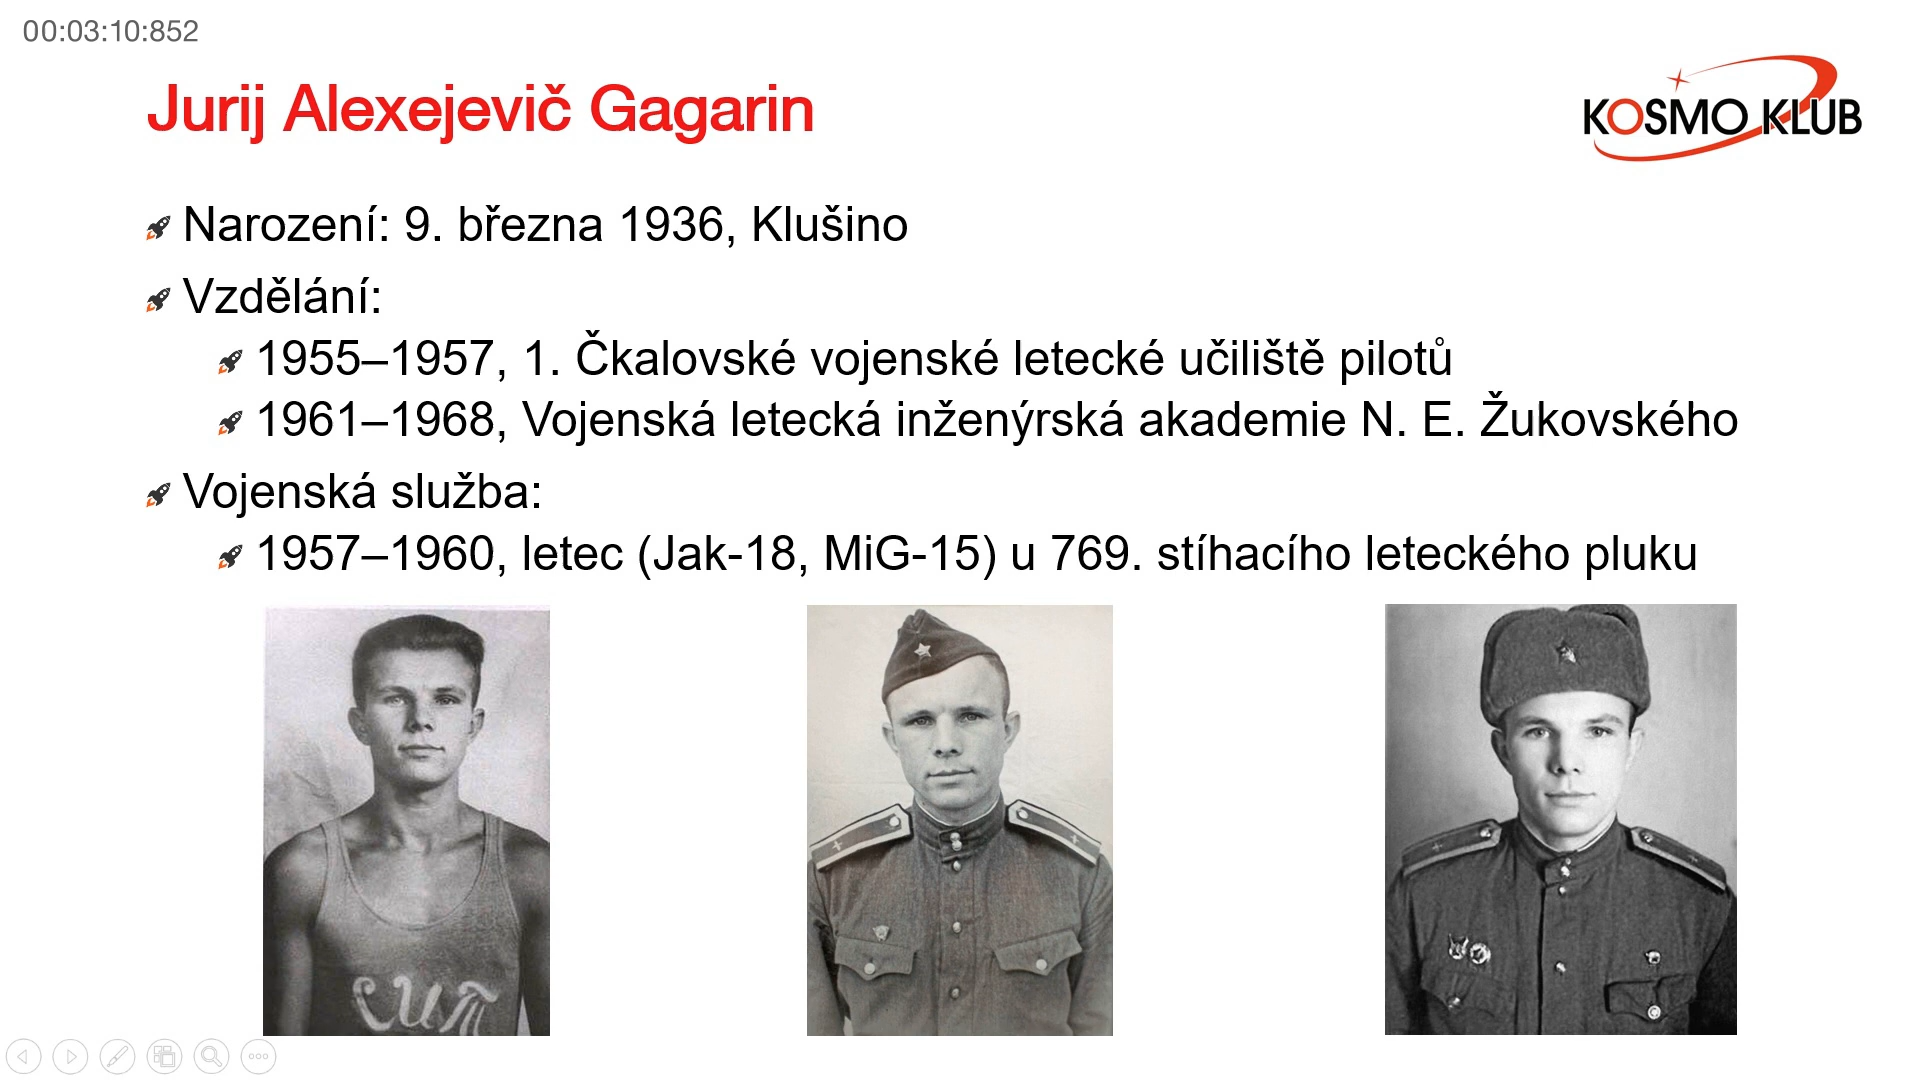 00:03:10:852
Jurij Alexejevič Gagarin
KOSMO KLUB
Narození: 9. března 1936, Klušino
Vzdělání:
1955–1957, 1. Čkalovské vojenské letecké učiliště pilotů
1961–1968, Vojenská letecká inženýrská akademie N. E. Žukovského
Vojenská služba:
1957–1960, letec (Jak-18, MiG-15) u 769. stíhacího leteckého pluku
СИТ